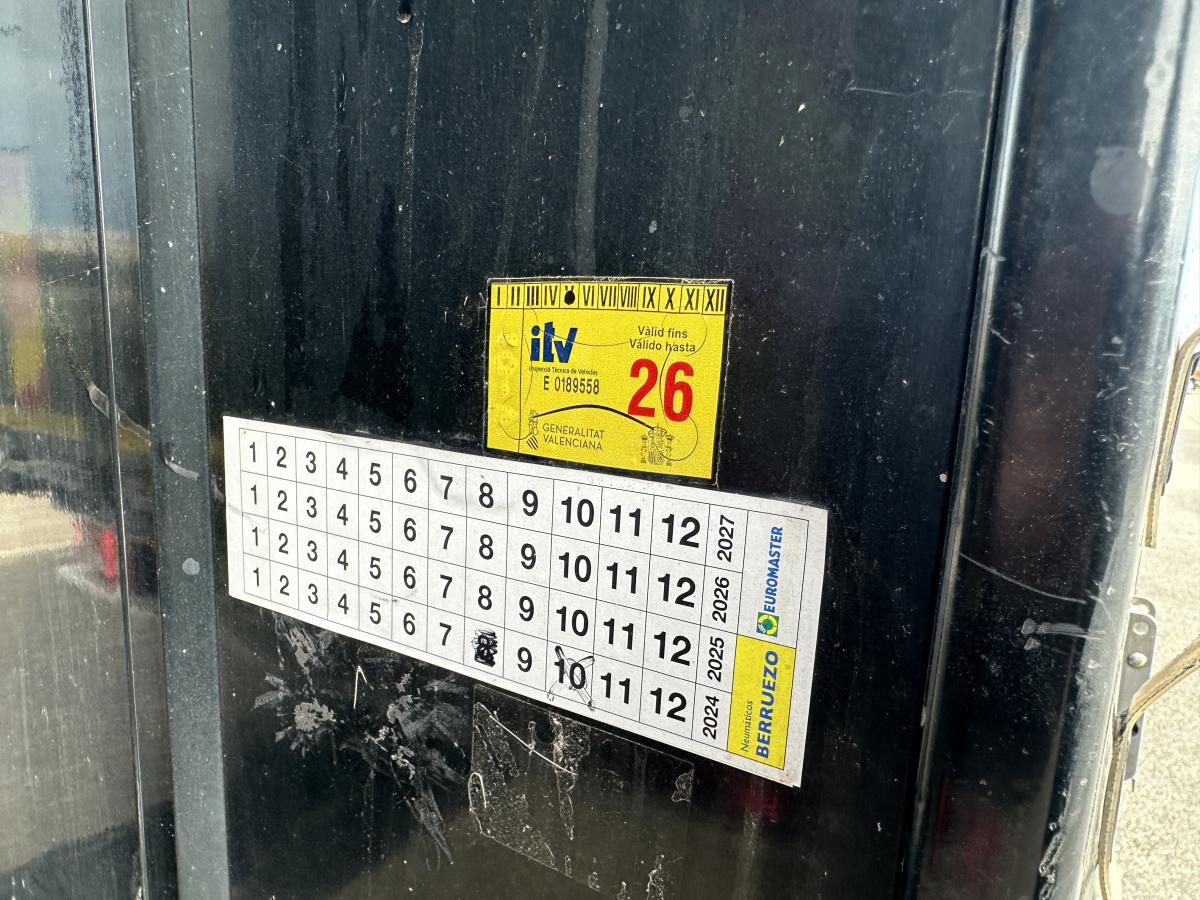 I II III IV VI VII VIII IX X XI XII
itv
Inspecció Tècnica de Vehicles
E 0189558
Vàlid fins
Válido hasta
26
GENERALITAT
VALENCIANA
1 2 3 4 5 6 7 8 9 10 11 12 2027
1 2 3 4 5 6 7 8 9 10 11 12 2026
1 2 3 4 5 6 7 8 9 10 11 12 2025
1 2 3 4 5 6 7 9 10 11 12 2024
EUROMASTER
Neumáticos
BERRUEZO